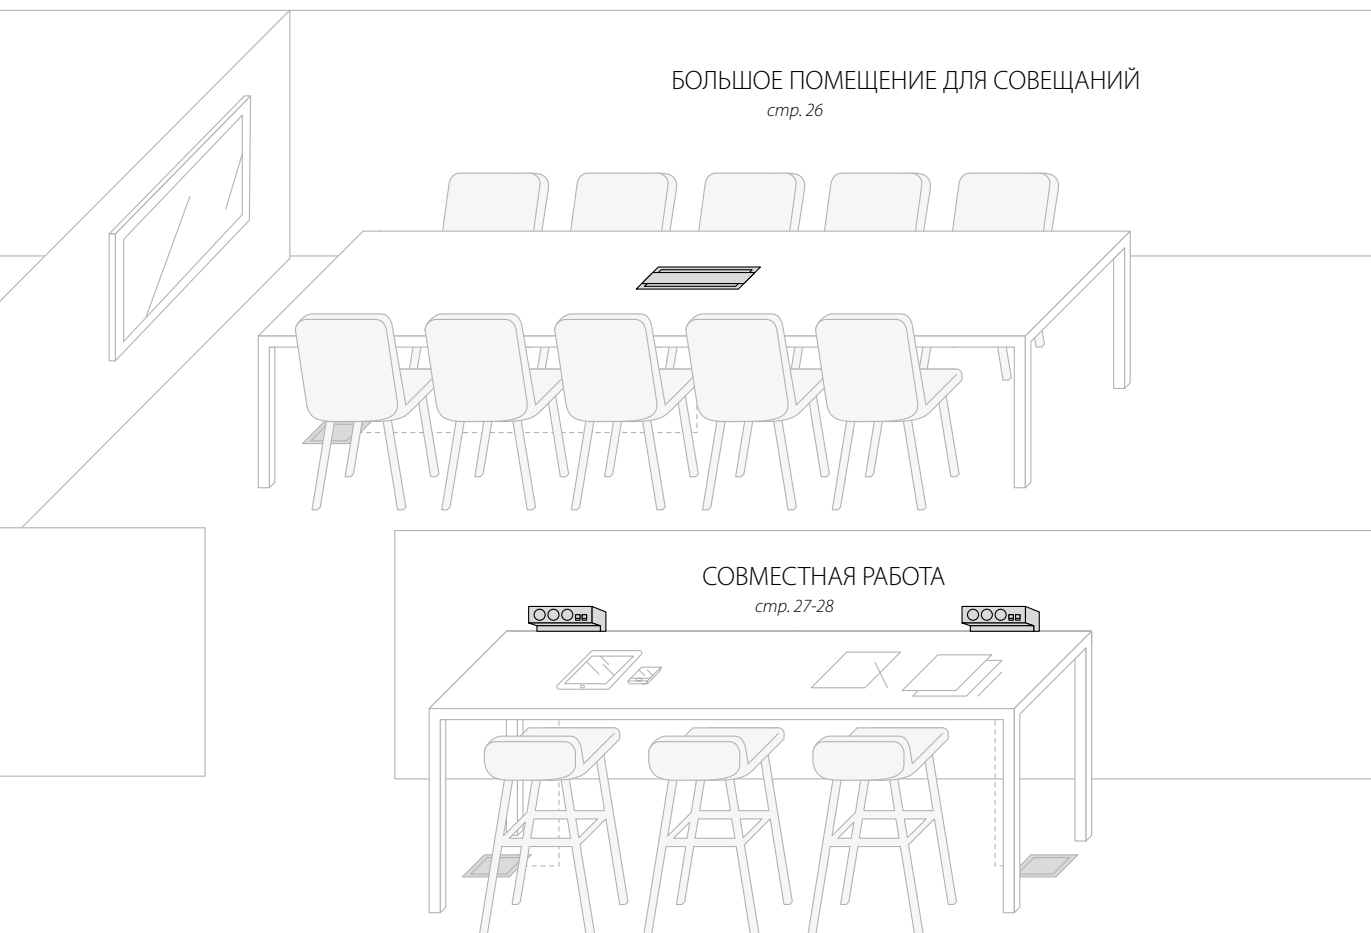 БОЛЬШОЕ ПОМЕЩЕНИЕ ДЛЯ СОВЕЩАНИЙ
стр. 26
СОВМЕСТНАЯ РАБОТА
стр. 27-28